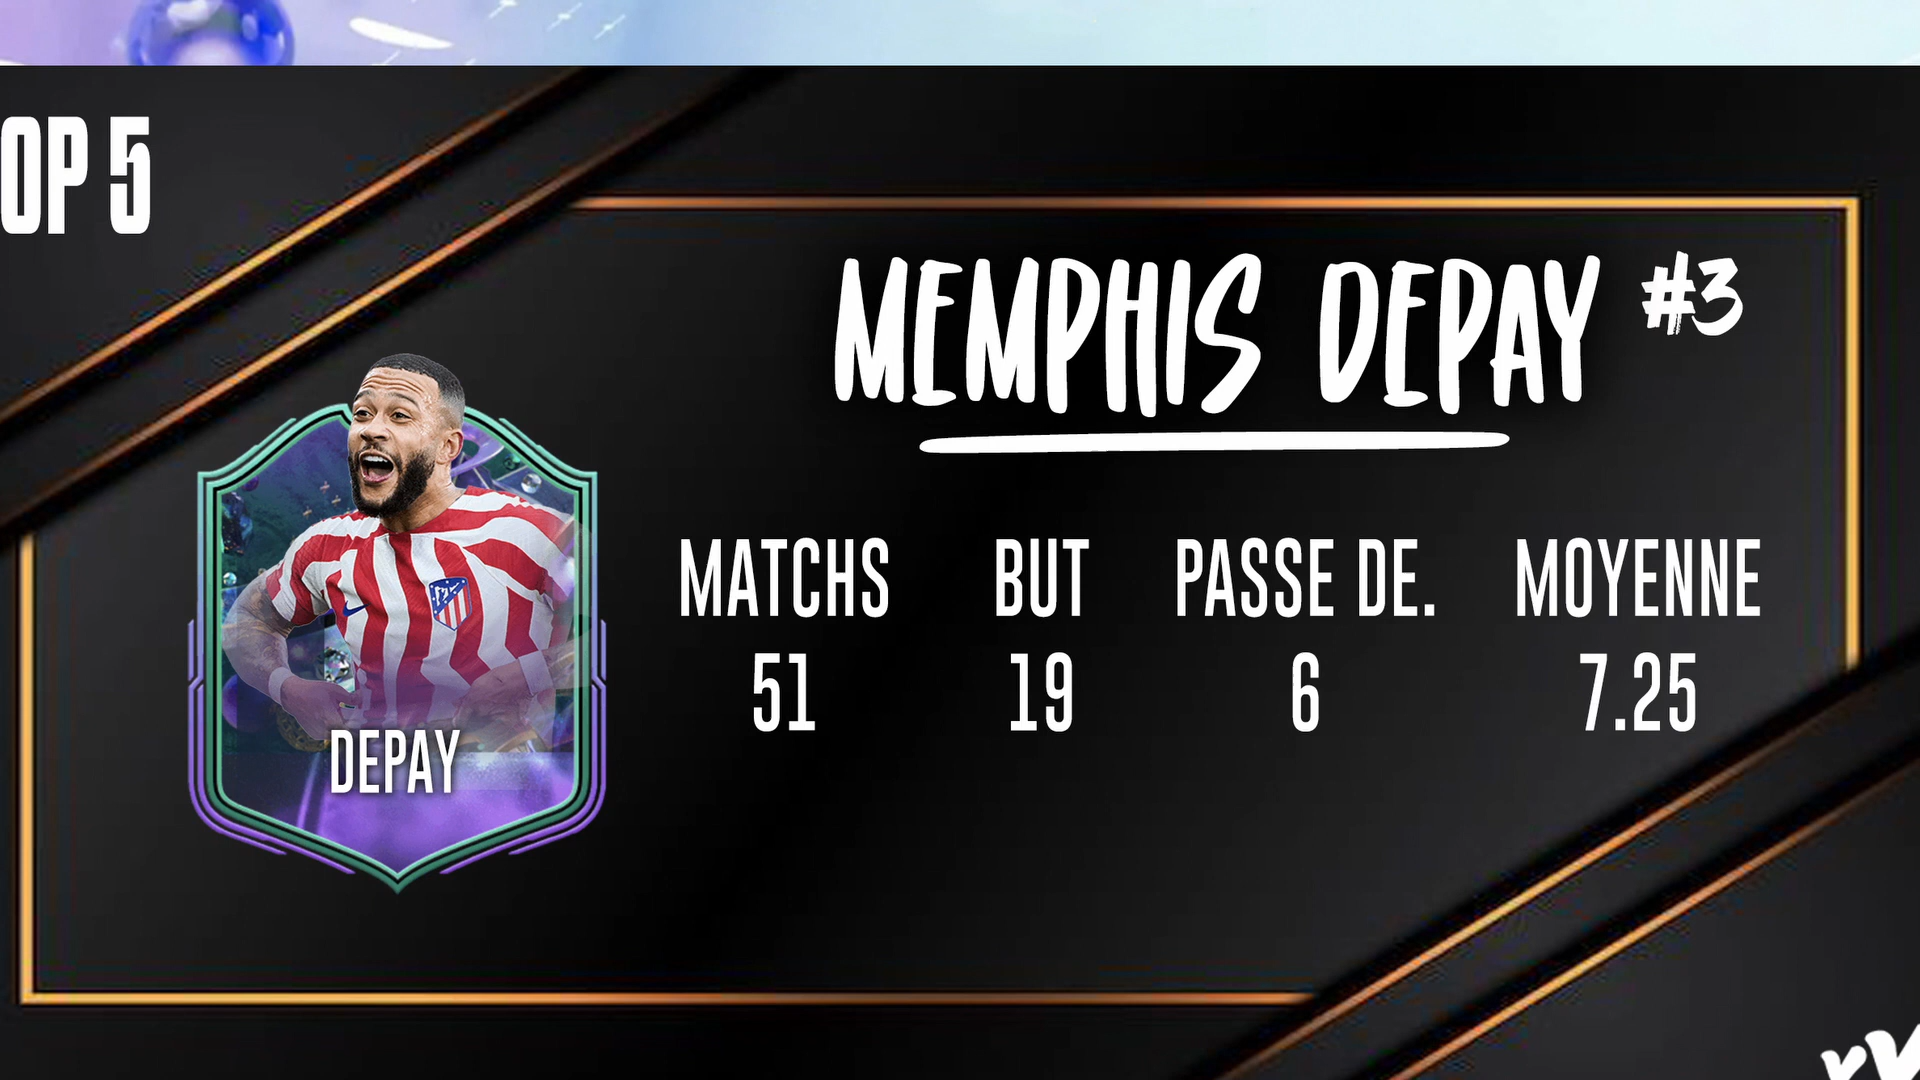 OP 5
MEMPHIS DEPAY #3
MATCHS BUT PASSE DE. MOYENNE
51 19 6 7.25
DEPAY